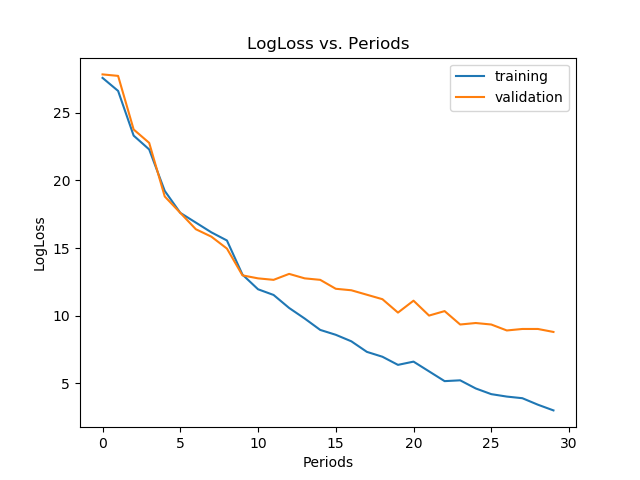 LogLoss vs. Periods
training
validation
LogLoss
25
20
15
10
5
0 5 10 15 20 25 30
Periods